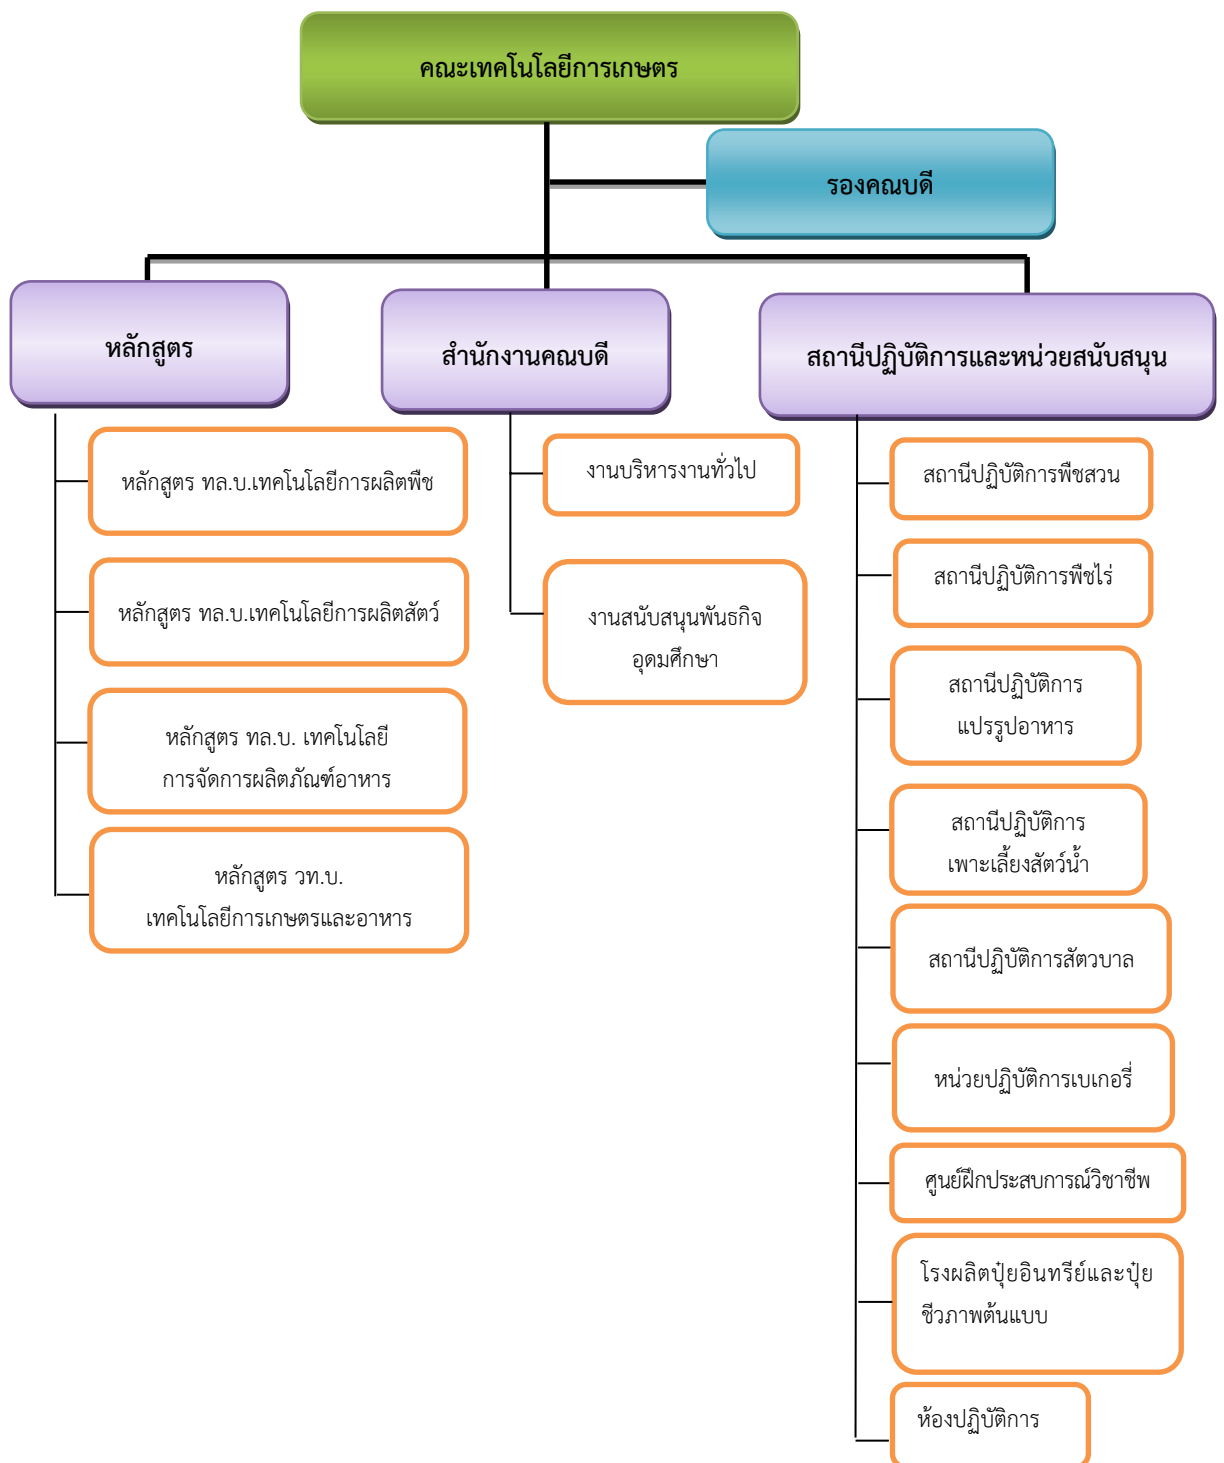 คณะเทคโนโลยีการเกษตร
รองคณบดี
หลักสูตร
สำนักงานคณบดี
สถานีปฏิบัติการและหน่วยสนับสนุน
หลักสูตร ทล.บ.เทคโนโลยีการผลิตพืช
หลักสูตร ทล.บ.เทคโนโลยีการผลิตสัตว์
หลักสูตร ทล.บ. เทคโนโลยี
การจัดการผลิตภัณฑ์อาหาร
หลักสูตร วท.บ.
เทคโนโลยีการเกษตรและอาหาร
งานบริหารงานทั่วไป
งานสนับสนุนพันธกิจ
อุดมศึกษา
สถานีปฏิบัติการพืชสวน
สถานีปฏิบัติการพืชไร่
สถานีปฏิบัติการ
แปรรูปอาหาร
สถานีปฏิบัติการ
เพาะเลี้ยงสัตว์น้ำ
สถานีปฏิบัติการสัตวบาล
หน่วยปฏิบัติการเบเกอรี่
ศูนย์ฝึกประสบการณ์วิชาชีพ
โรงผลิตปุ๋ยอินทรีย์และปุ๋ย
ชีวภาพต้นแบบ
ห้องปฏิบัติการ